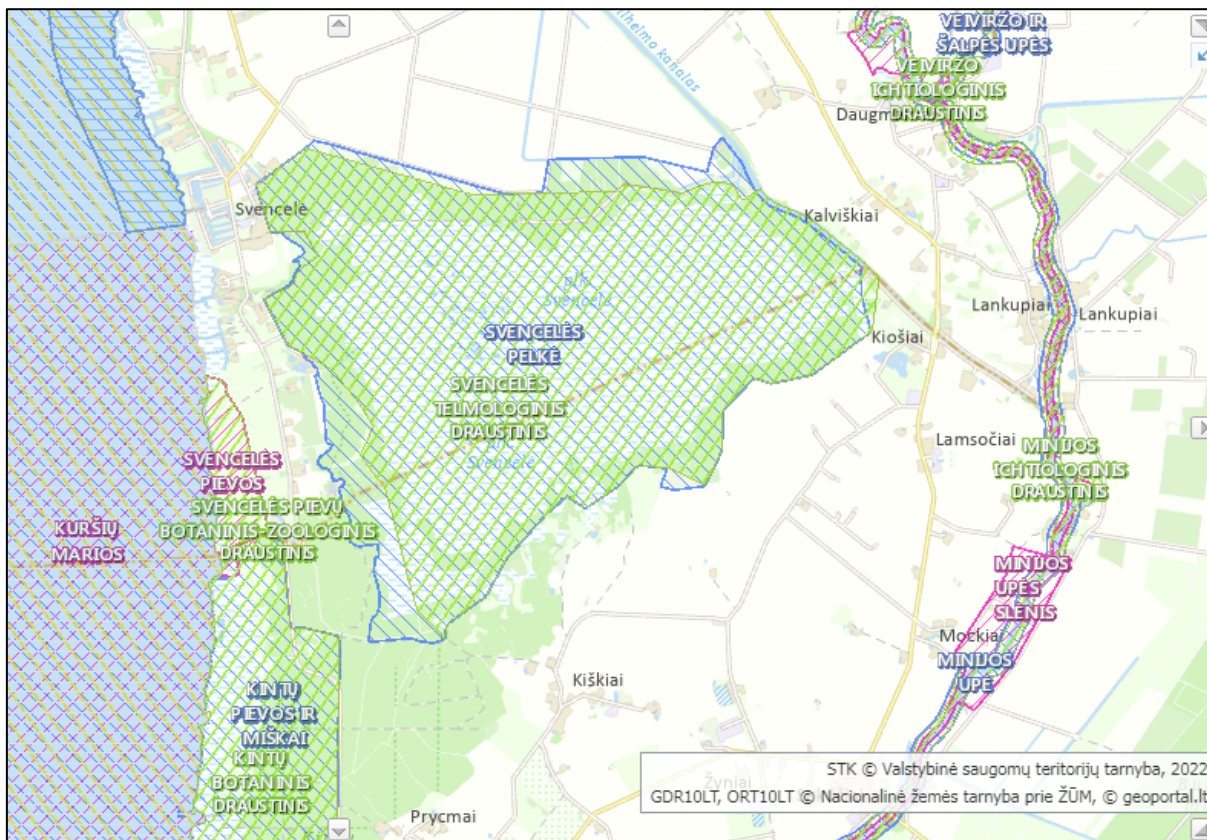 VEIVIRŽO IR
ŠALPĖS UPĖS
VEIVIRŽO
ICHTIOLOGINIS
DRAUSTINIS
Svencelė
Kalviškiai
Lankupiai
Lankupiai
Kiošiai
plk.
Svencelė
SVENCELĖS
PELKĖ
SVENCELĖS
TELMOLOGINIS
DRAUSTINIS
Svencelė
Lamsočiai
MINIJOS
ICHTIOLOGINIS
DRAUSTINIS
SVENCELĖS
PIEVOS
SVENCELĖS PIEVŲ
BOTANINIS-ZOOLOGINIS
DRAUSTINIS
KURŠIŲ
MARIOS
MINIJOS
UPĖS
SLĖNIS
Mockiai
MINIJOS
UPĖ
KINTŲ
PIEVOS IR
MIŠKAI
KINTŲ
BOTANINIS
DRAUSTINIS
Kiškiai
Žyniai
Prycmai
STK © Valstybinė saugomų teritorijų tarnyba, 2022
GDR10LT, ORT10LT © Nacionalinė žemės tarnyba prie ŽŪM, © geoportal.lt